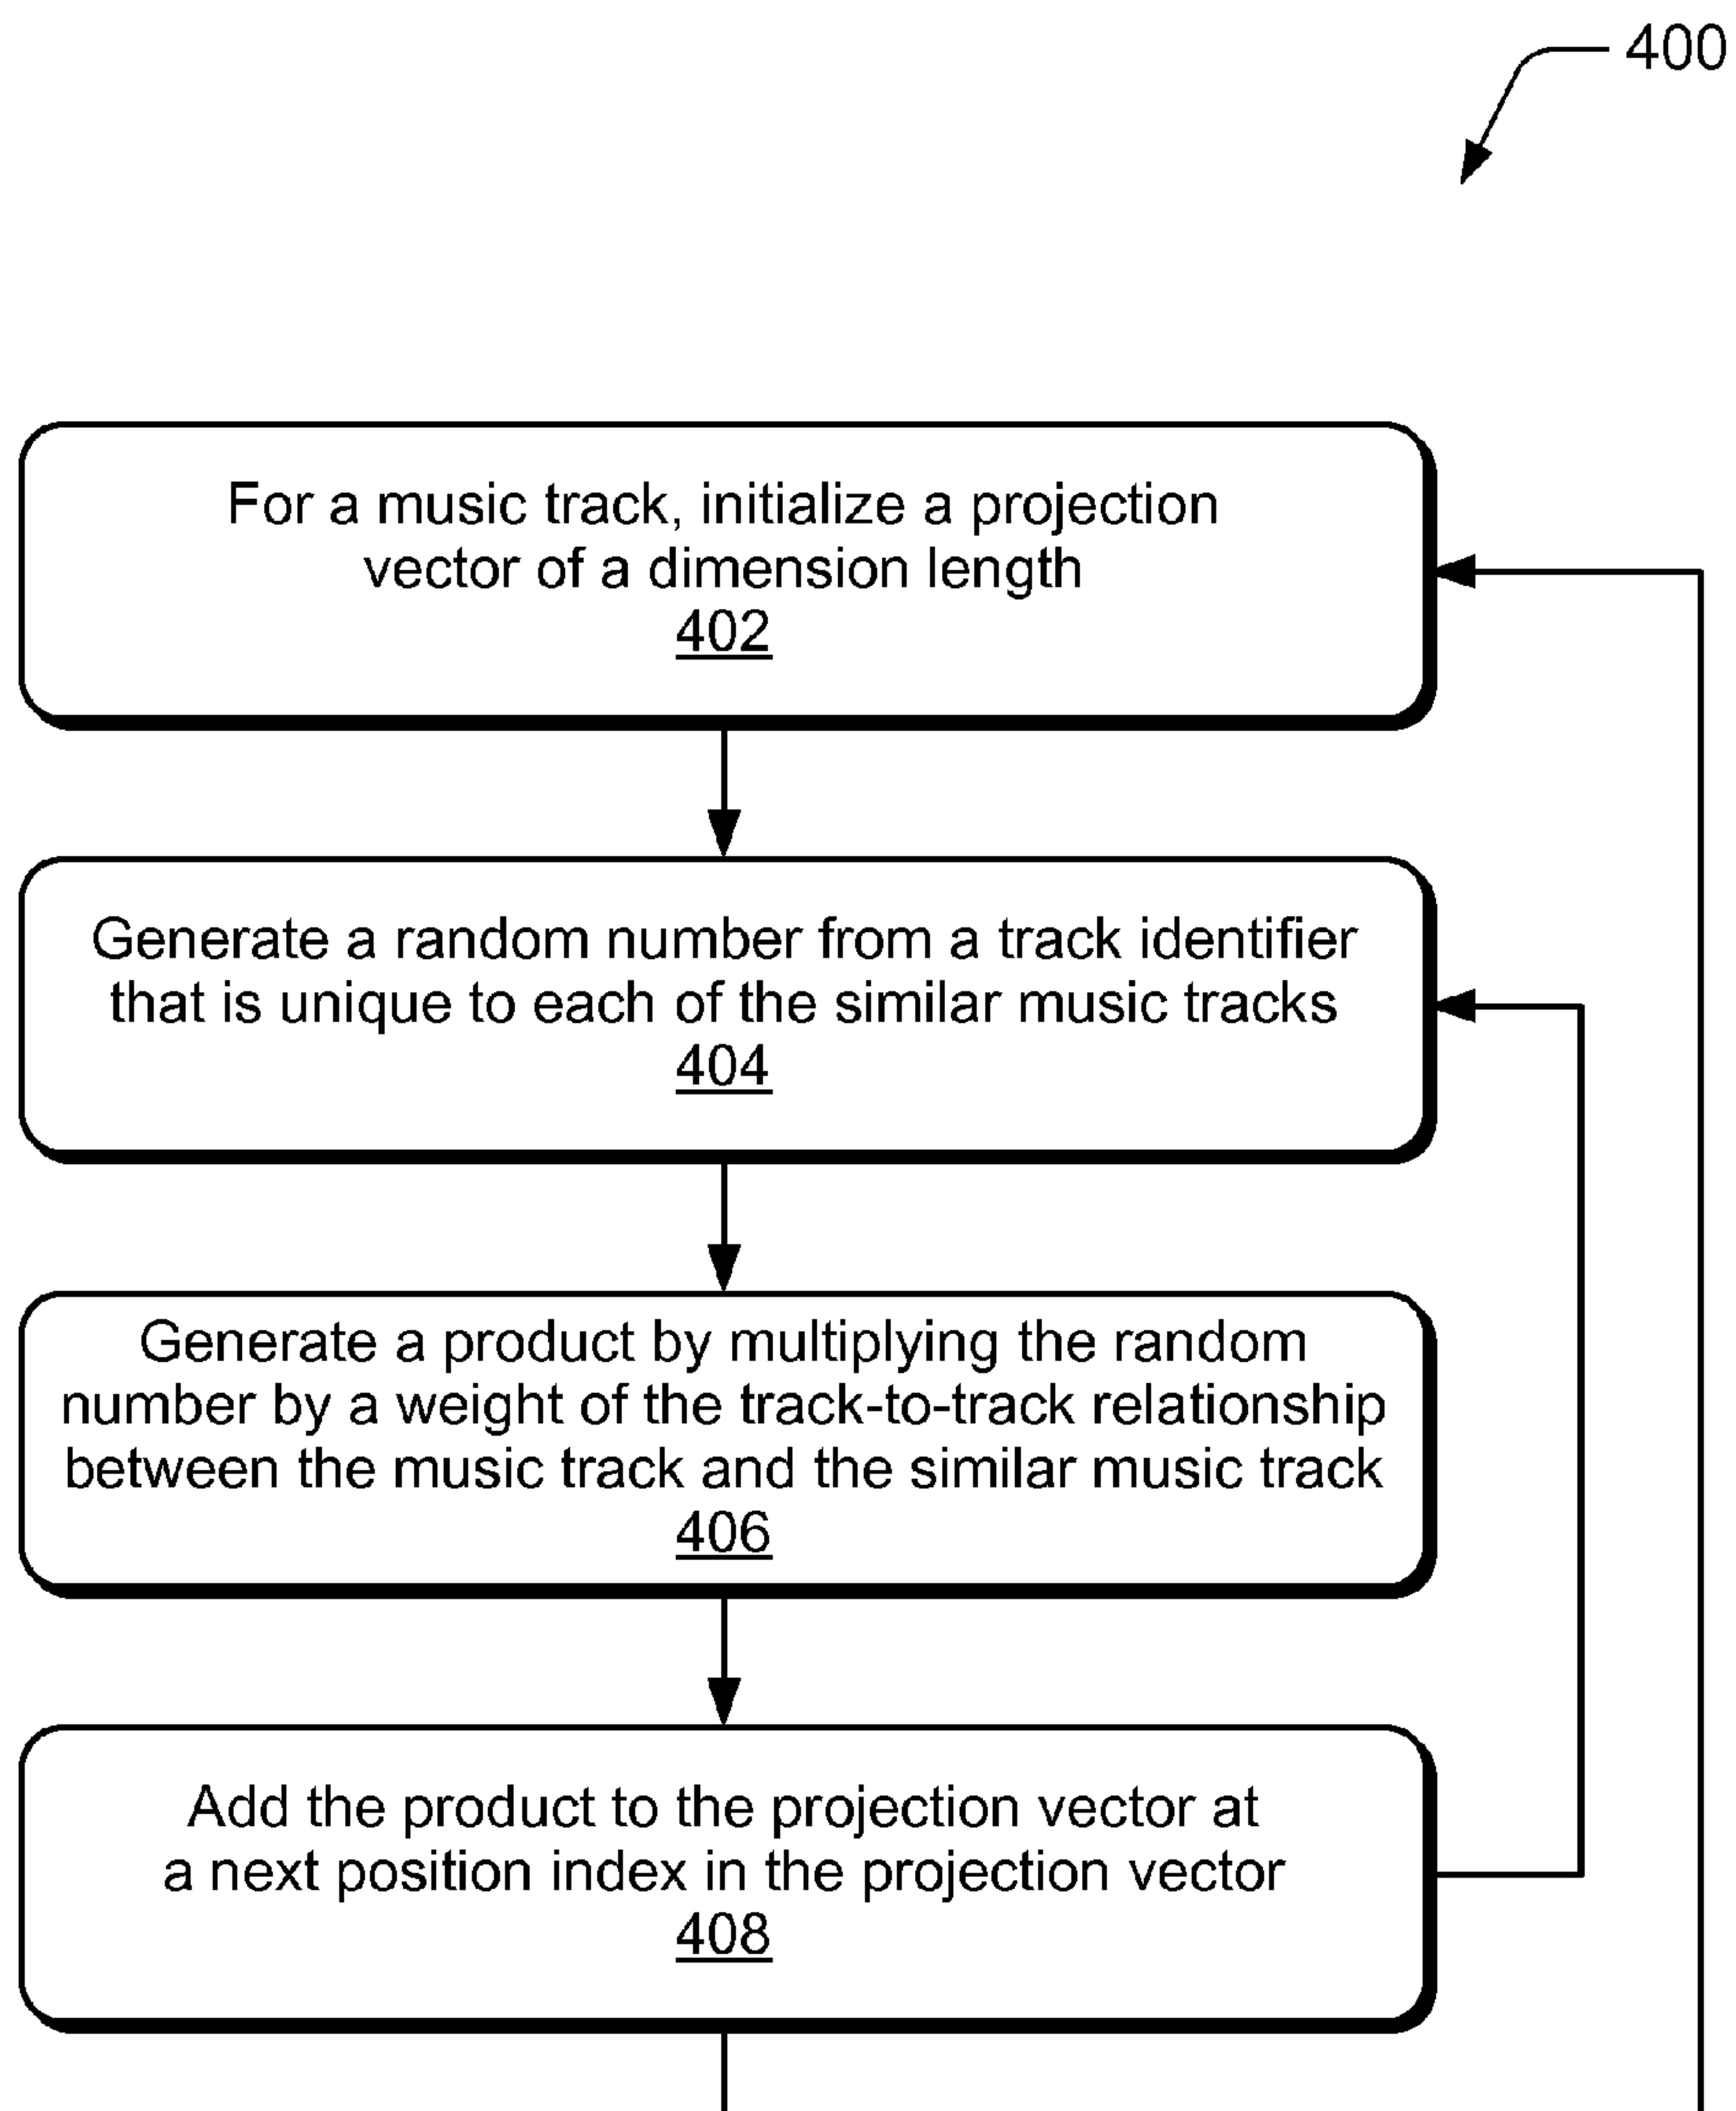 400
For a music track, initialize a projection
vector of a dimension length
402
Generate a random number from a track identifier
that is unique to each of the similar music tracks
404
Generate a product by multiplying the random
number by a weight of the track-to-track relationship
between the music track and the similar music track
406
Add the product to the projection vector at
a next position index in the projection vector
408